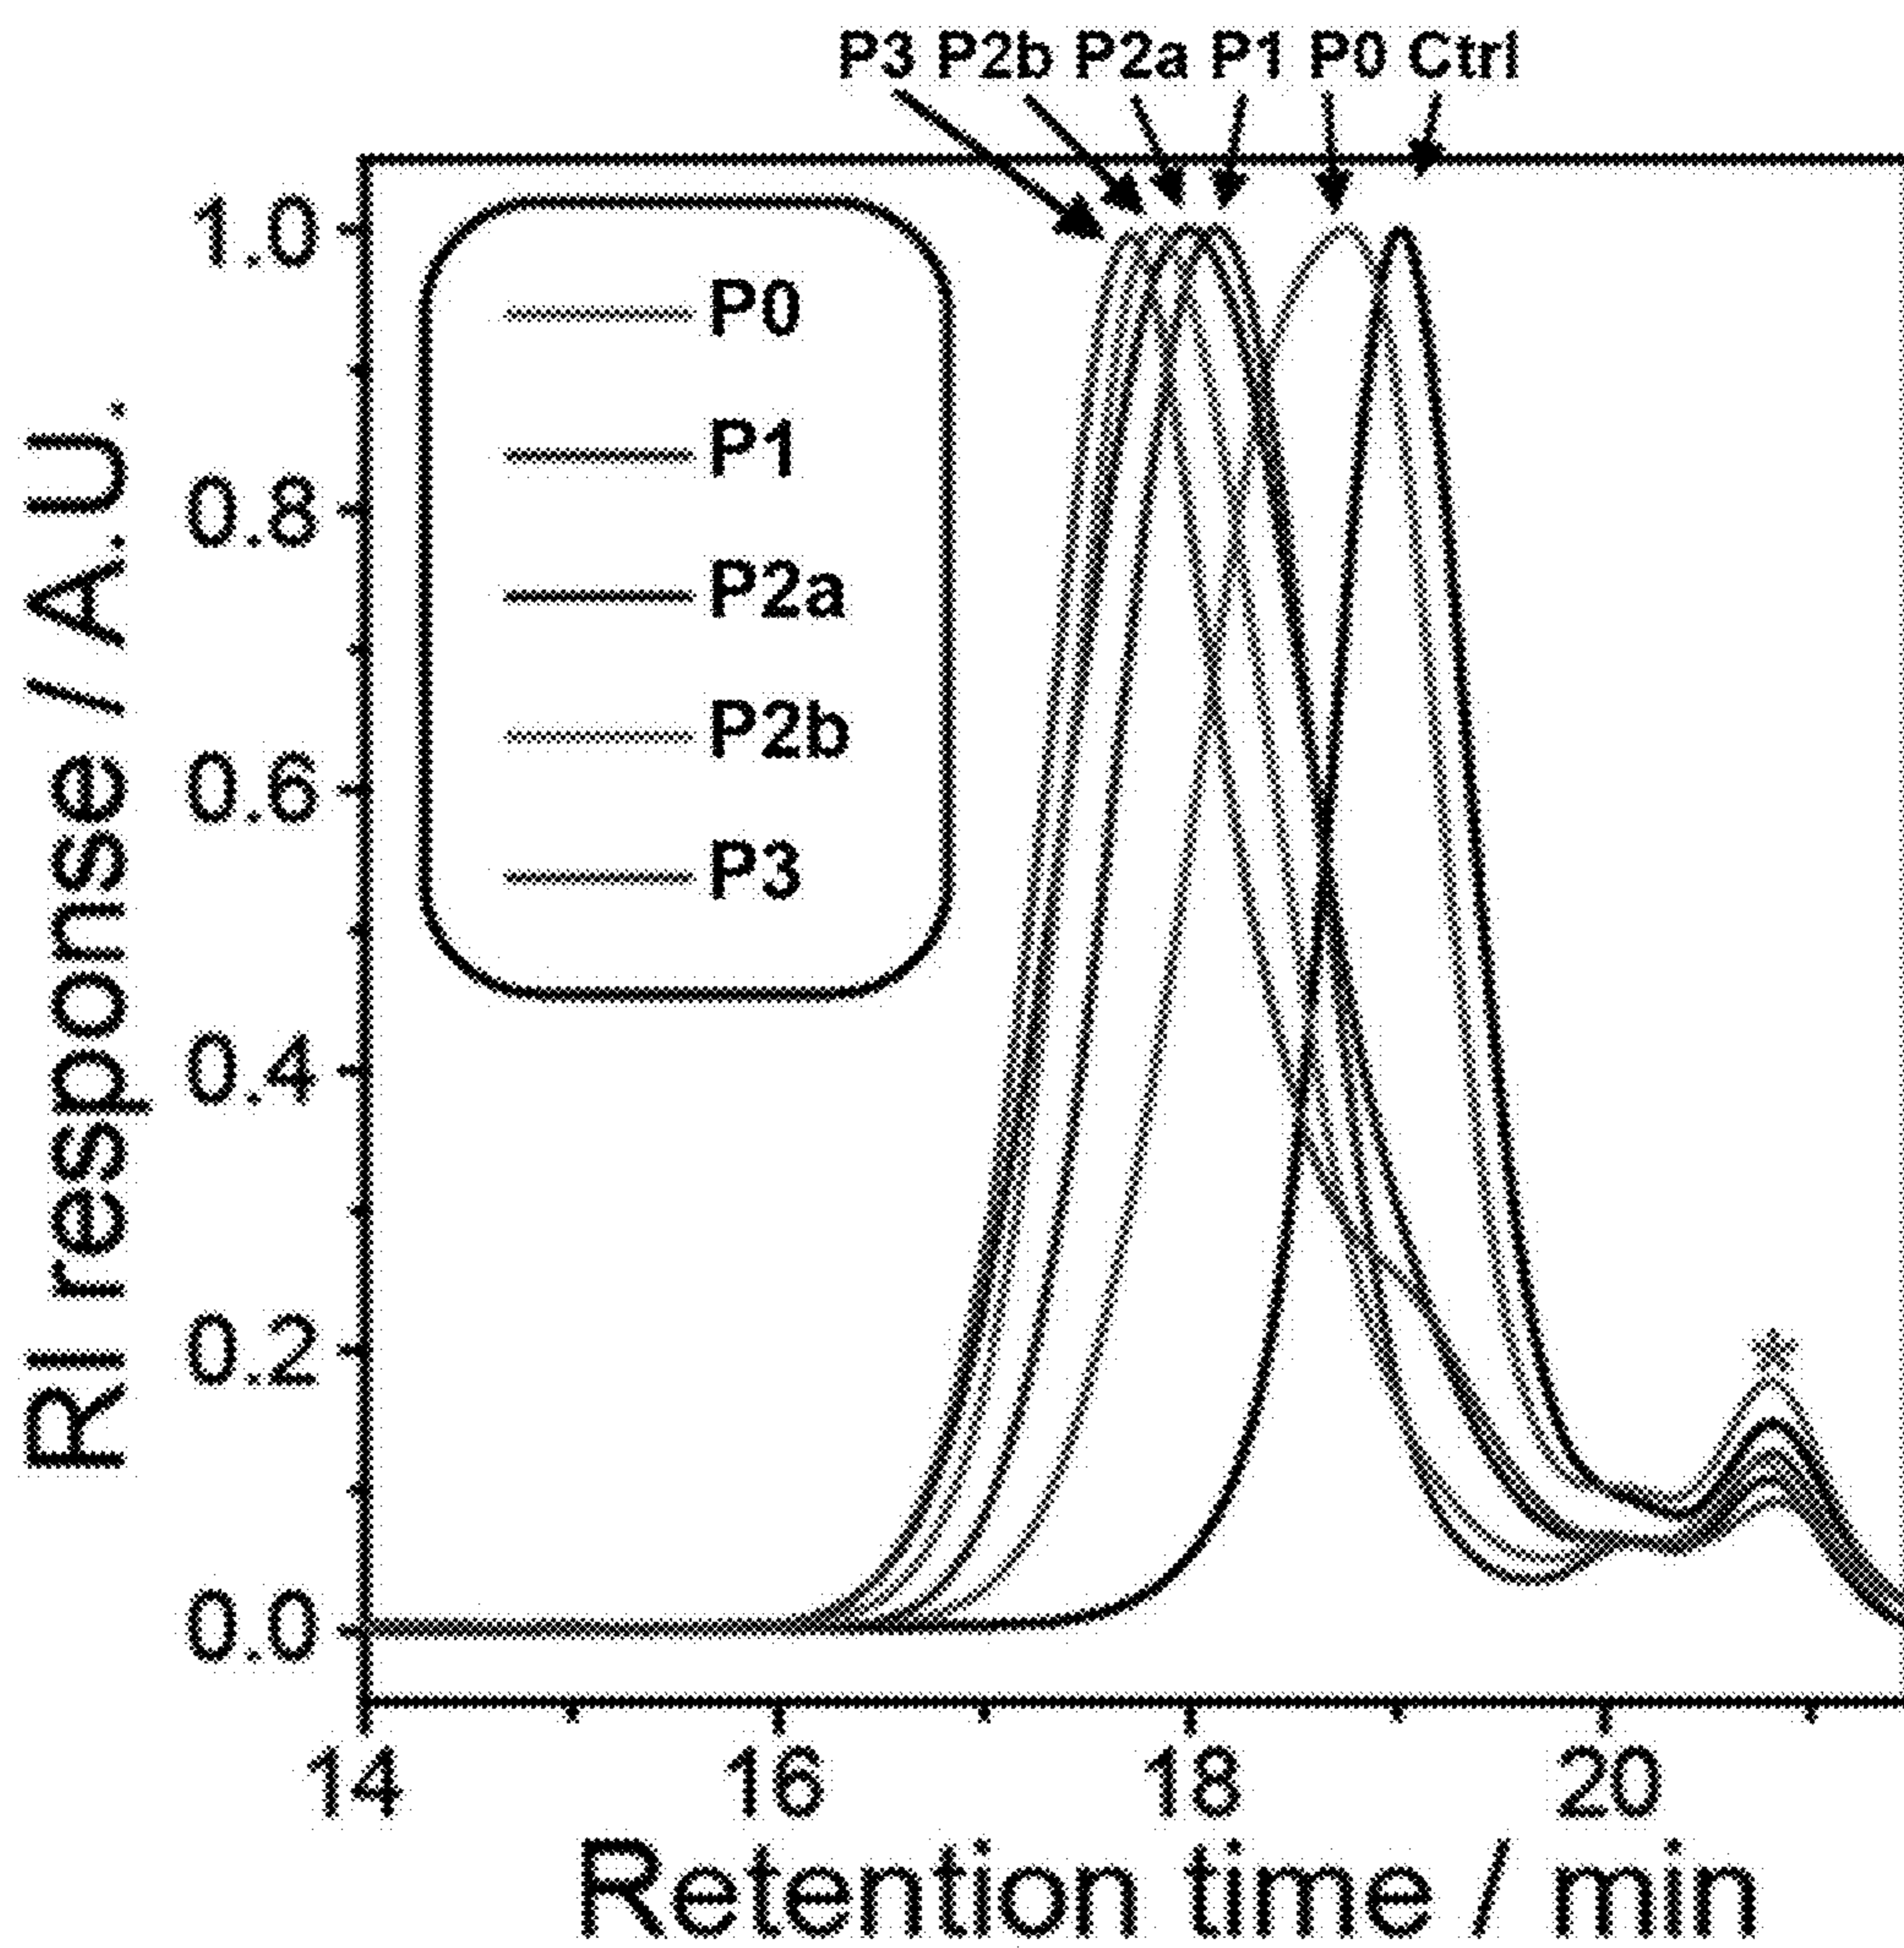 P3 P2b P2a P1 P0 Ctrl
1.0
0.8
0.6
0.4
0.2
0.0
RI response / A.U.
P0
P1
P2a
P2b
P3
*
14 16 18 20
Retention time / min